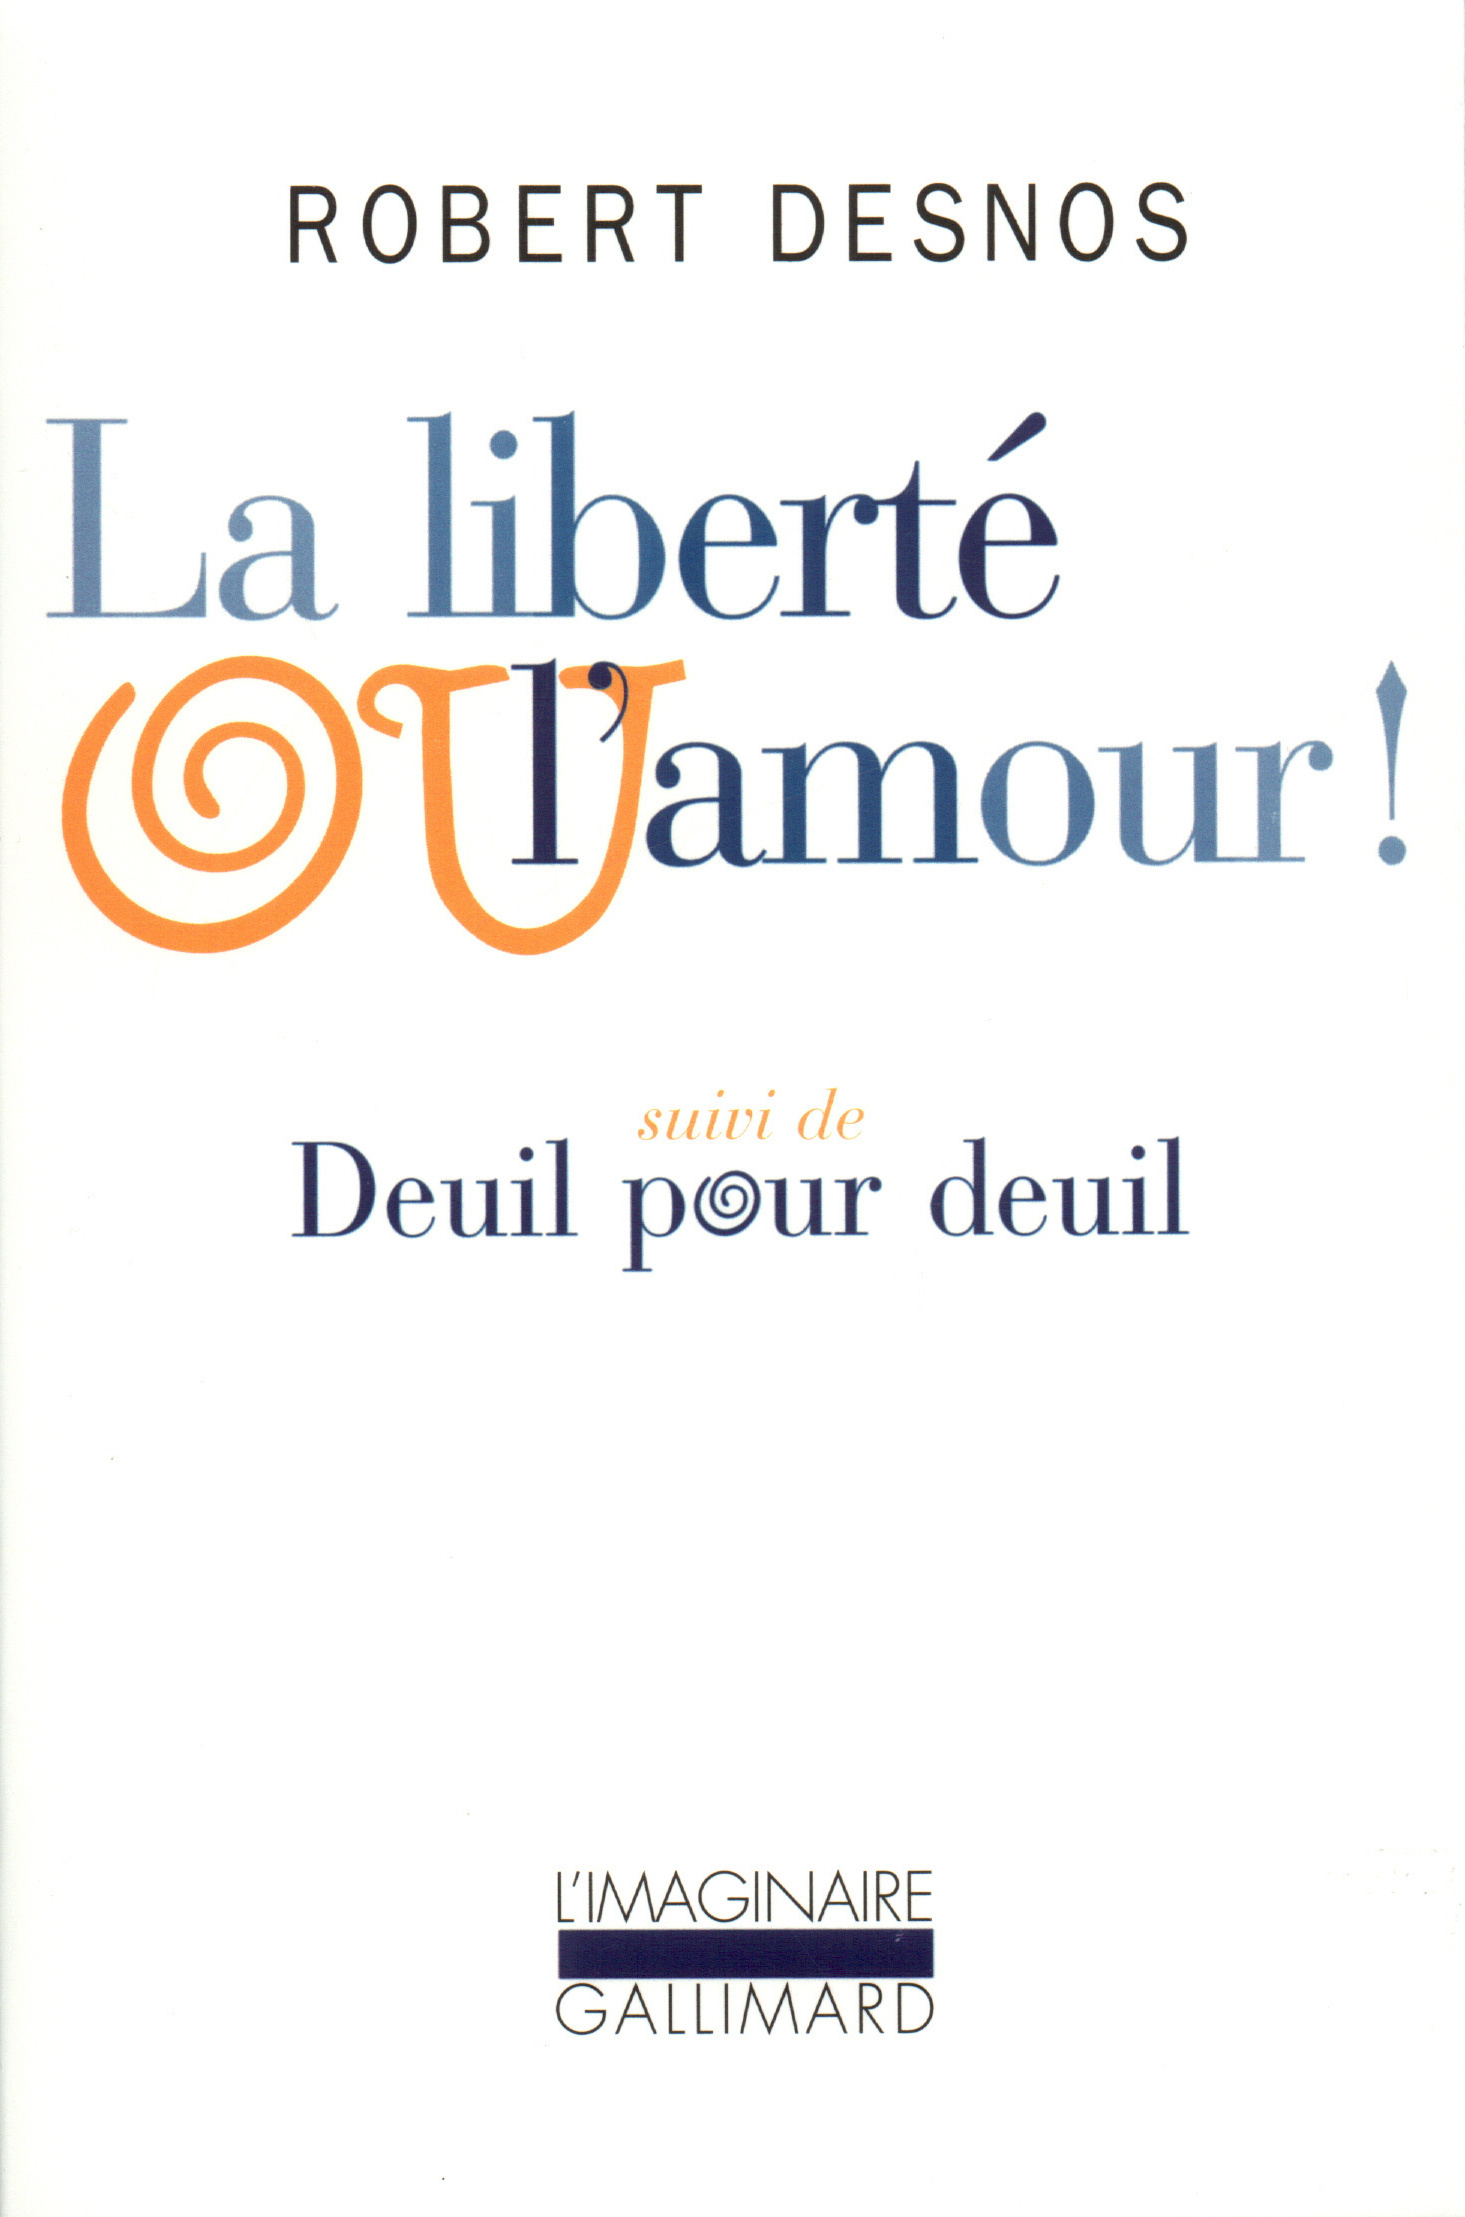 ROBERT DESNOS
La liberté
ou l'amour !
suivi de
Deuil pour deuil
L'IMAGINAIRE
GALLIMARD